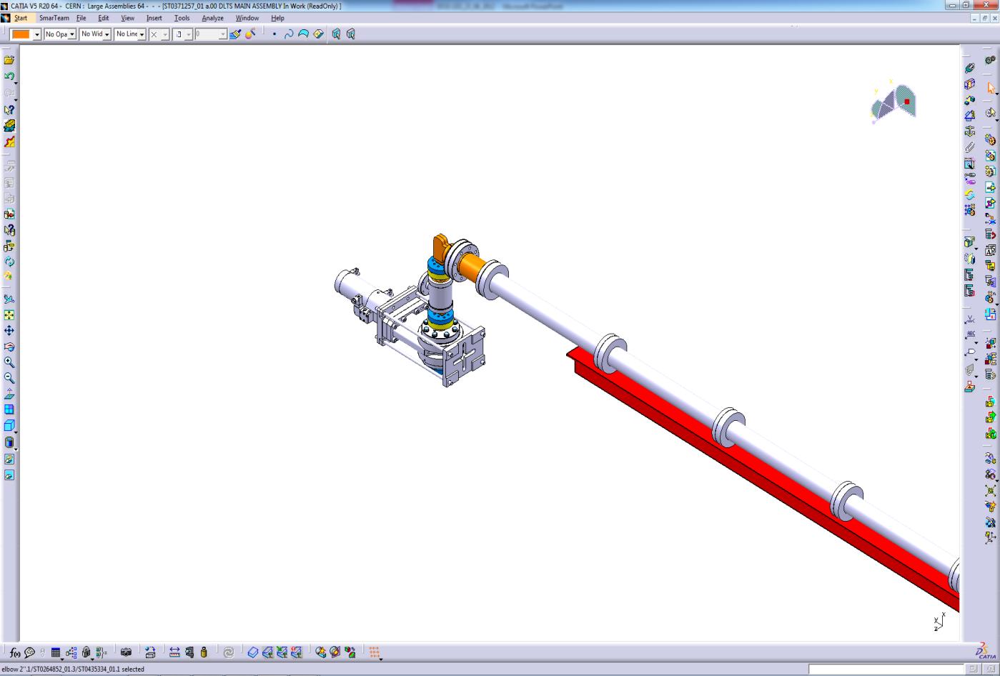 CATIA V5 R20 64 - CERN : Large Assemblies 64 - - - [ST0371257_01 a.00 DLTS MAIN ASSEMBLY In Work (ReadOnly) ]
Start SmarTeam File Edit View Insert Tools Analyze Window Help
No Opa No Wid No Line 0
x
y
x
y
z
f(x)
CATIA
elbow 2".1/ST0264852_01.3/ST0435334_01.1 selected